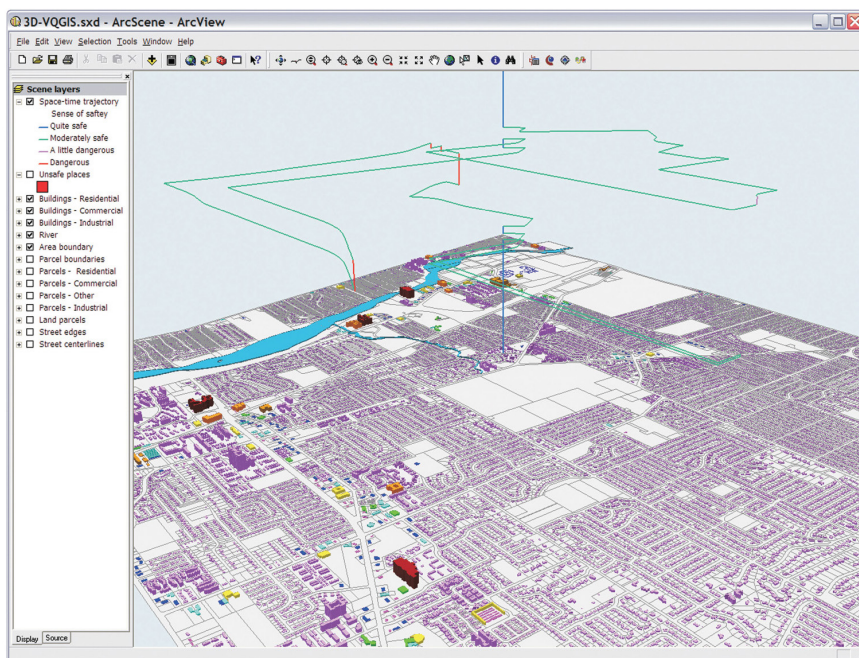 3D-VQGIS.sxd - ArcScene - ArcView
File Edit View Selection Tools Window Help
Scene layers
Space-time trajectory
Sense of saftey
Quite safe
Moderately safe
A little dangerous
Dangerous
Unsafe places
Buildings - Residential
Buildings - Commercial
Buildings - Industrial
River
Area boundary
Parcel boundaries
Parcels - Residential
Parcels - Commercial
Parcels - Other
Parcels - Industrial
Land parcels
Street edges
Street centerlines
Display Source